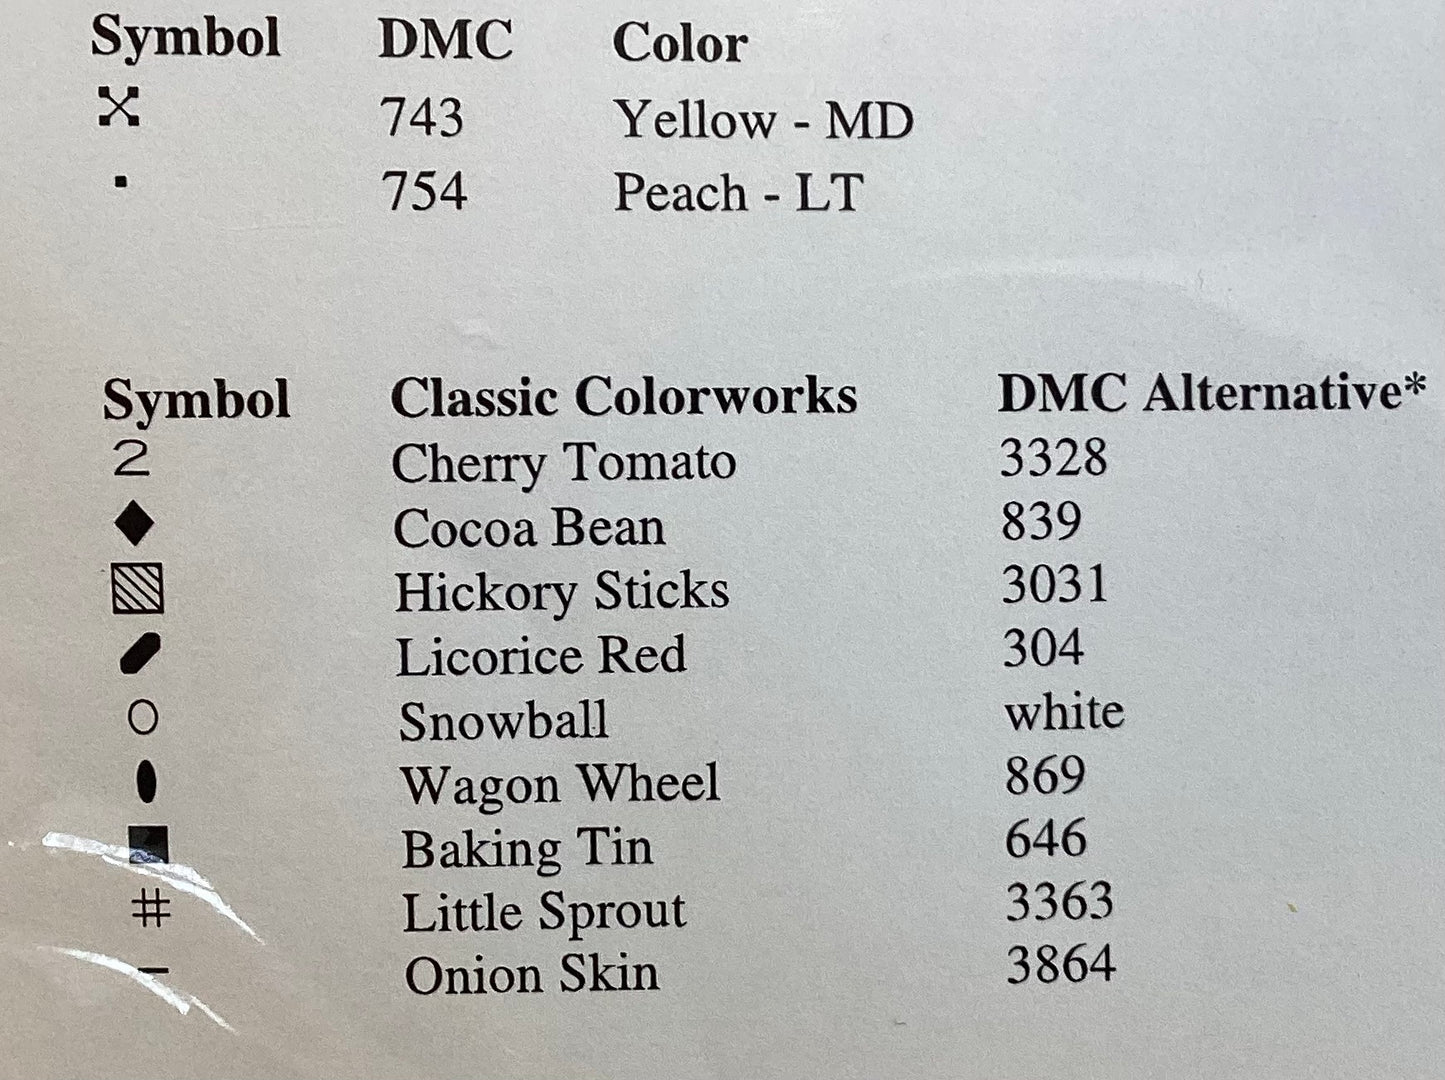 Symbol DMC Color
743 Yellow - MD
. 754 Peach - LT
Symbol Classic Colorworks DMC Alternative*
2 Cherry Tomato 3328
◆ Cocoa Bean 839
Hickory Sticks 3031
Licorice Red 304
O Snowball white
Wagon Wheel 869
■ Baking Tin 646
# Little Sprout 3363
- Onion Skin 3864